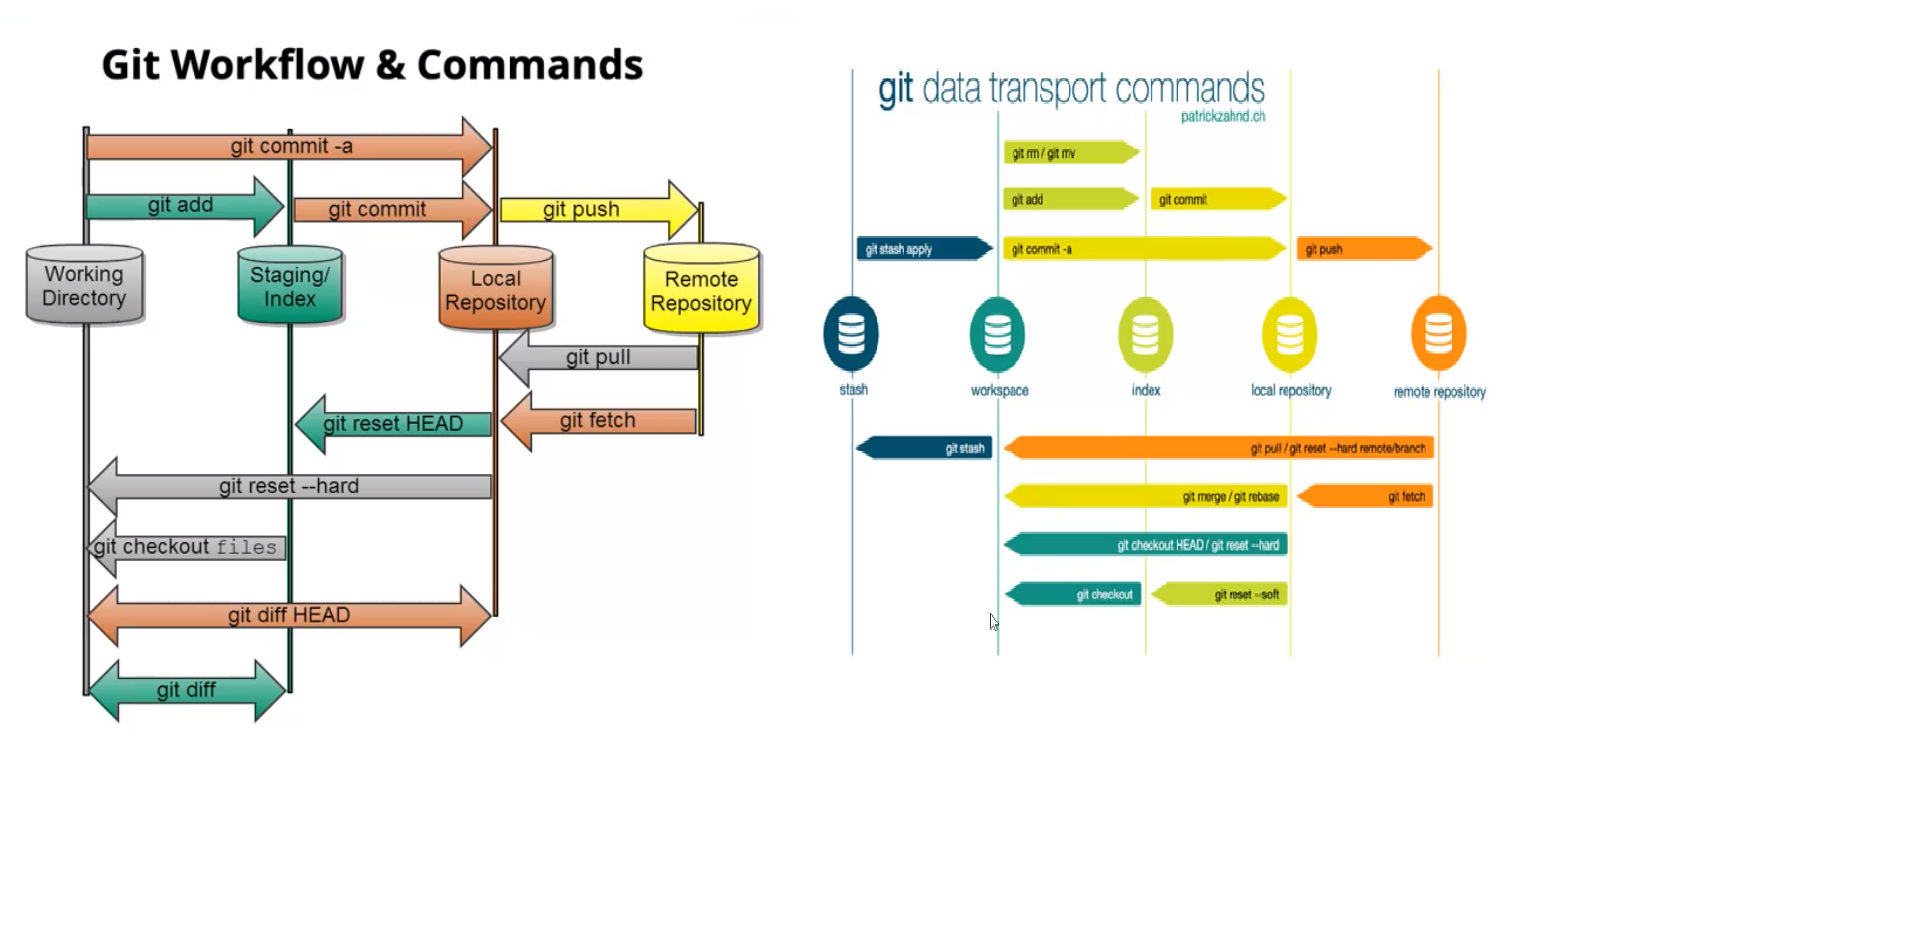 Git Workflow & Commands
git commit -a
git add
git commit
git push
Working
Directory
Staging/
Index
Local
Repository
Remote
Repository
git pull
git reset HEAD
git fetch
git reset --hard
git checkout files
git diff HEAD
git diff
git data transport commands
patrickzahnd.ch
git rm / git mv
git add
git commit
git stash apply
git commit -a
git push
stash
workspace
index
local repository
remote repository
git stash
git pull / git reset --hard remote/branch
git merge / git rebase
git fetch
git checkout HEAD / git reset --hard
git checkout
git reset --soft